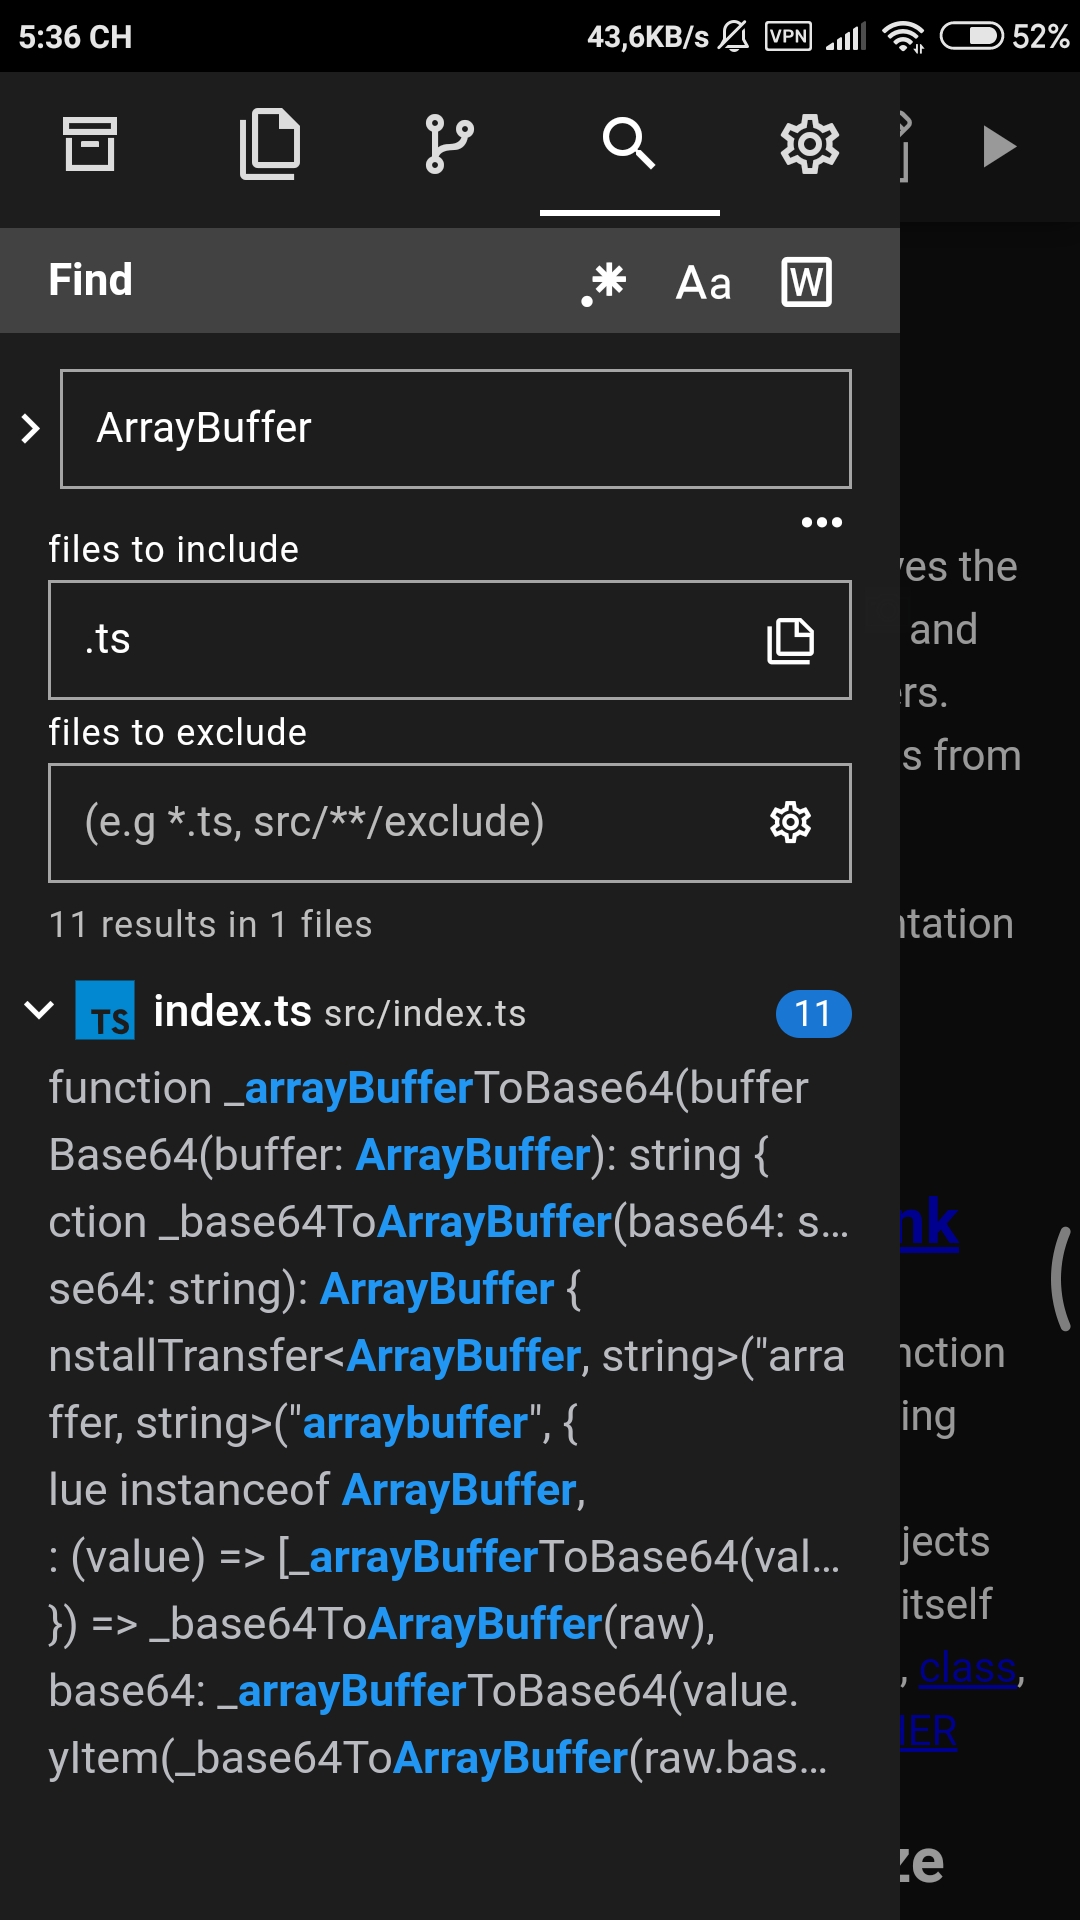 5:36 CH 43,6KB/s VPN 52%
Find .* Aa W
ArrayBuffer
files to include
.ts
files to exclude
(e.g *.ts, src/**/exclude)
11 results in 1 files
TS index.ts src/index.ts 11
function _arrayBufferToBase64(buffer
Base64(buffer: ArrayBuffer): string {
ction _base64ToArrayBuffer(base64: s...
se64: string): ArrayBuffer {
nstallTransfer<ArrayBuffer, string>("arra
ffer, string>("arraybuffer", {
lue instanceof ArrayBuffer,
: (value) => [_arrayBufferToBase64(val...
}) => _base64ToArrayBuffer(raw),
base64: _arrayBufferToBase64(value.
yItem(_base64ToArrayBuffer(raw.bas...
ves the
and
ers.
s from
ntation
nk
nction
ing
jects
itself
, class,
IER
ze